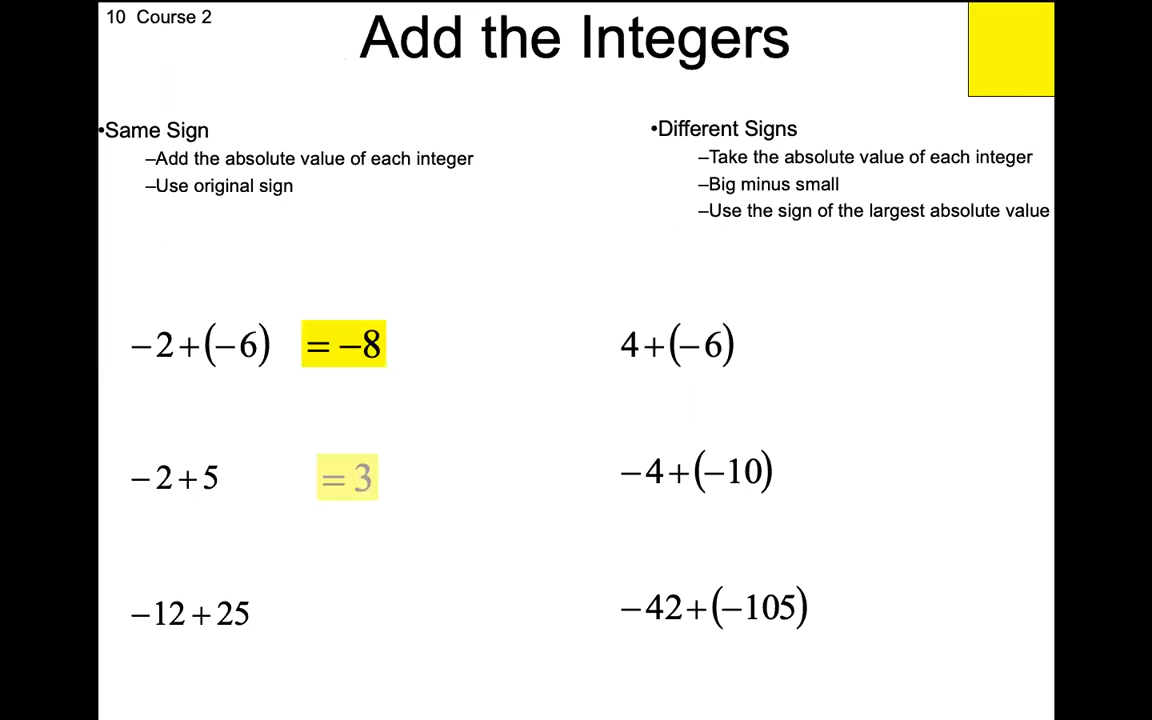 10 Course 2
Add the Integers
•Same Sign
–Add the absolute value of each integer
–Use original sign
•Different Signs
–Take the absolute value of each integer
–Big minus small
–Use the sign of the largest absolute value
−2+(−6) = −8
4+(−6)
−2+5 = 3
−4+(−10)
−12+25
−42+(−105)